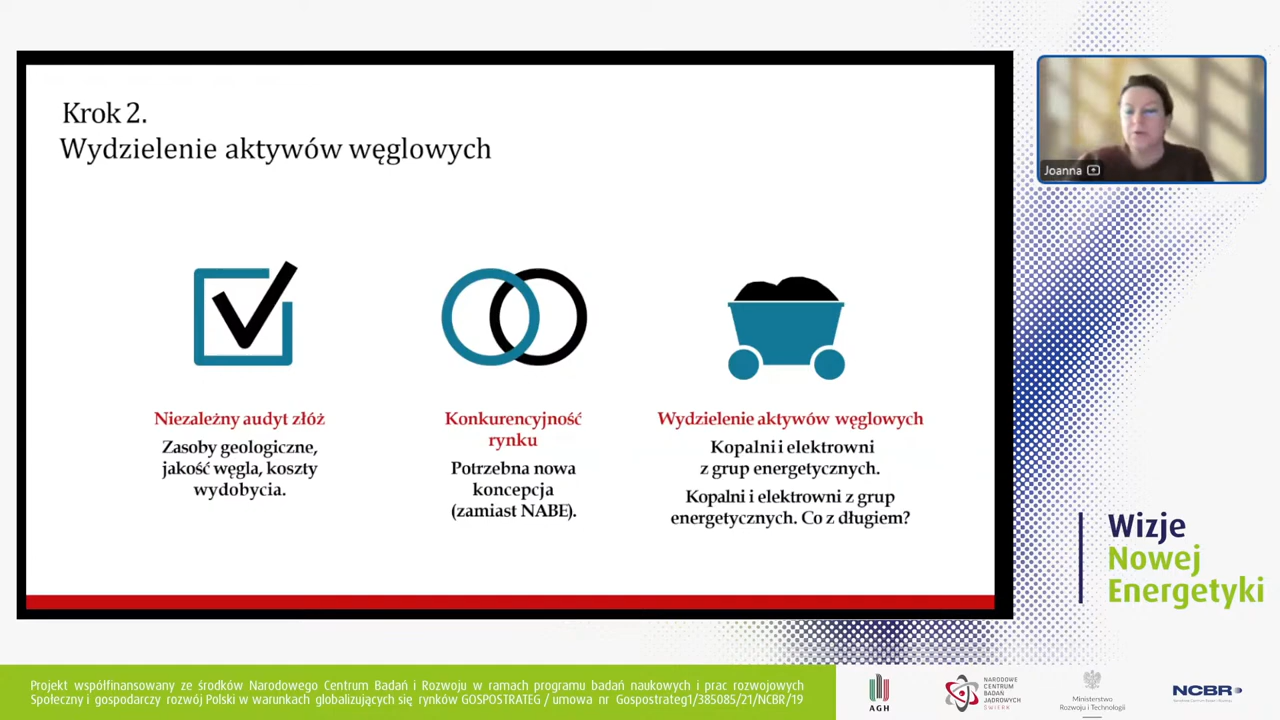 Krok 2.
Wydzielenie aktywów węglowych
Niezależny audyt złóż
Zasoby geologiczne,
jakość węgla, koszty
wydobycia.
Konkurencyjność
rynku
Potrzebna nowa
koncepcja
(zamiast NABE).
Wydzielenie aktywów węglowych
Kopalni i elektrowni
z grup energetycznych.
Kopalni i elektrowni z grup
energetycznych. Co z długiem?
Joanna
Wizje
Nowej
Energetyki
Projekt współfinansowany ze środków Narodowego Centrum Badań i Rozwoju w ramach programu badań naukowych i prac rozwojowych
Społeczny i gospodarczy rozwój Polski w warunkach globalizujących się rynków GOSPOSTRATEG / umowa nr Gospostrateg1/385085/21/NCBR/19
AGH
NARODOWE
CENTRUM
BADAŃ
JĄDROWYCH
ŚWIERK
Ministerstwo
Rozwoju i Technologii
NCBR